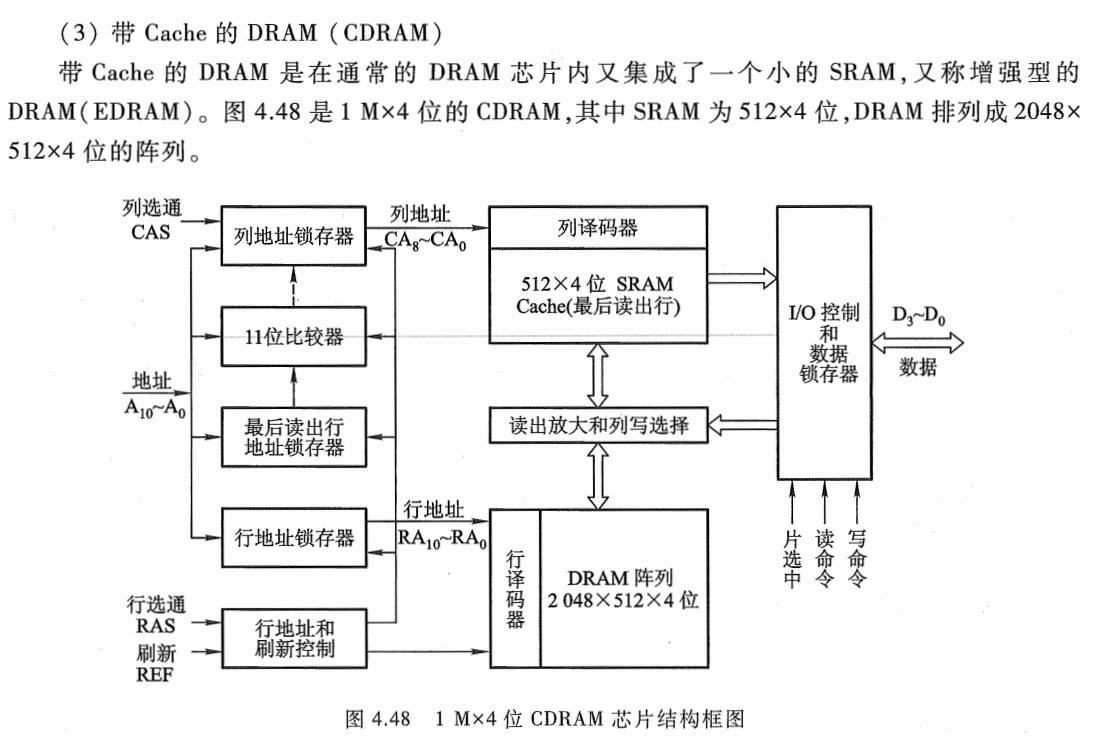 (3) 带 Cache 的 DRAM (CDRAM)
带 Cache 的 DRAM 是在通常的 DRAM 芯片内又集成了一个小的 SRAM,又称增强型的
DRAM(EDRAM)。图 4.48 是 1 M×4 位的 CDRAM,其中 SRAM 为 512×4 位,DRAM 排列成 2048×
512×4 位的阵列。
列选通
CAS
列地址锁存器
列地址
CA₈~CA₀
列译码器
512×4 位 SRAM
Cache(最后读出行)
11位比较器
I/O 控制
和
数据
锁存器
D₃~D₀
数据
地址
A₁₀~A₀
最后读出行
地址锁存器
读出放大和列写选择
行地址锁存器
行地址
RA₁₀~RA₀
行译码器
DRAM 阵列
2 048×512×4 位
片选中
读命令
写命令
行选通
RAS
刷新
REF
行地址和
刷新控制
图 4.48 1 M×4 位 CDRAM 芯片结构框图